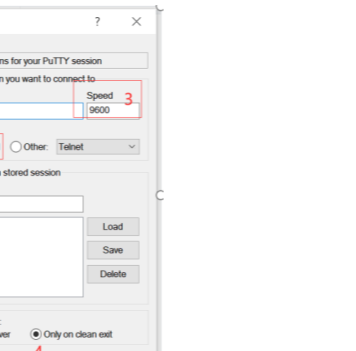 ?
ns for your PuTTY session
n you want to connect to
Speed
3
9600
Other:
Telnet
stored session
Load
Save
Delete
Only on clean exit